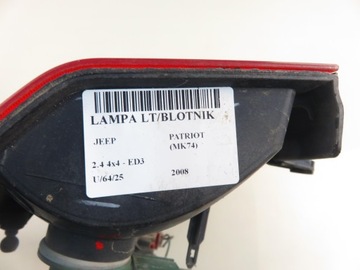 LAMPA LT/BLOTNIK
JEEP PATRIOT
(MK74)
2.4 4x4 - ED3
U/64/25 2008